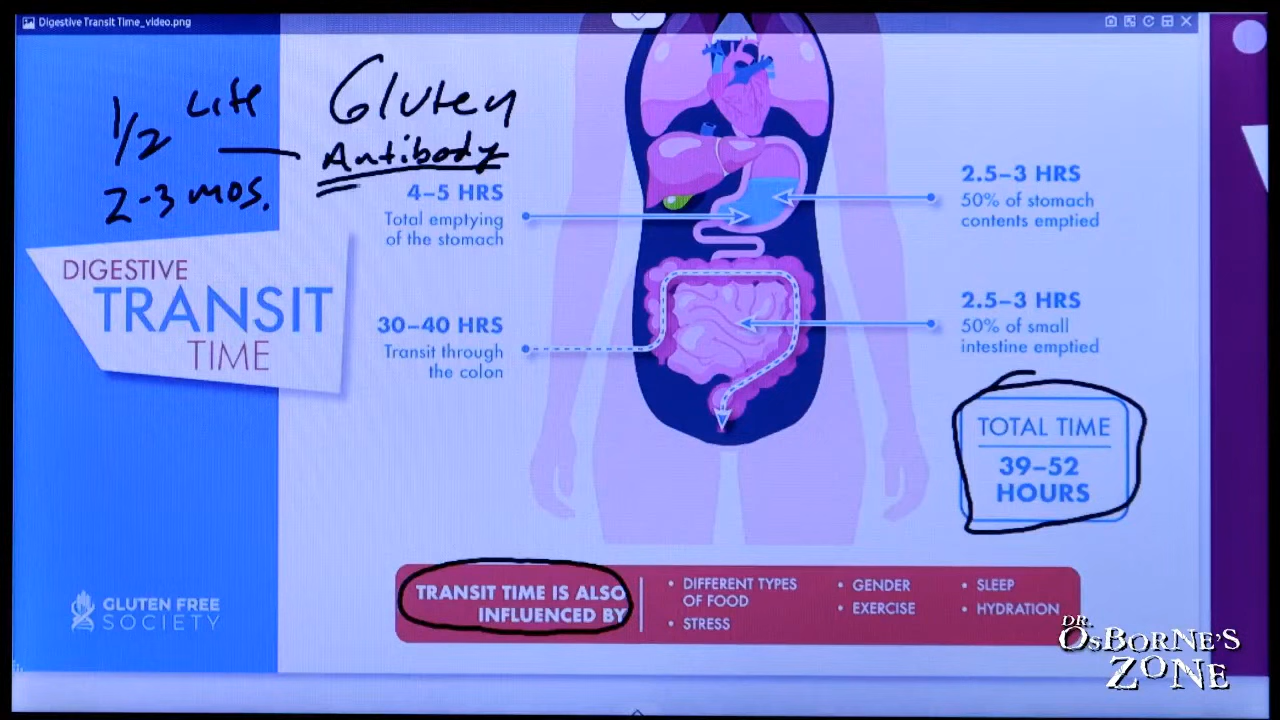 Digestive Transit Time_video.png
1/2 Life
2-3 mos.
Gluten
Antibody
4–5 HRS
Total emptying
of the stomach
2.5–3 HRS
50% of stomach
contents emptied
DIGESTIVE
TRANSIT
TIME
30–40 HRS
Transit through
the colon
2.5–3 HRS
50% of small
intestine emptied
TOTAL TIME
39–52
HOURS
TRANSIT TIME IS ALSO
INFLUENCED BY
• DIFFERENT TYPES
OF FOOD
• STRESS
• GENDER
• EXERCISE
• SLEEP
• HYDRATION
GLUTEN FREE
SOCIETY
DR.
OSBORNE'S
ZONE